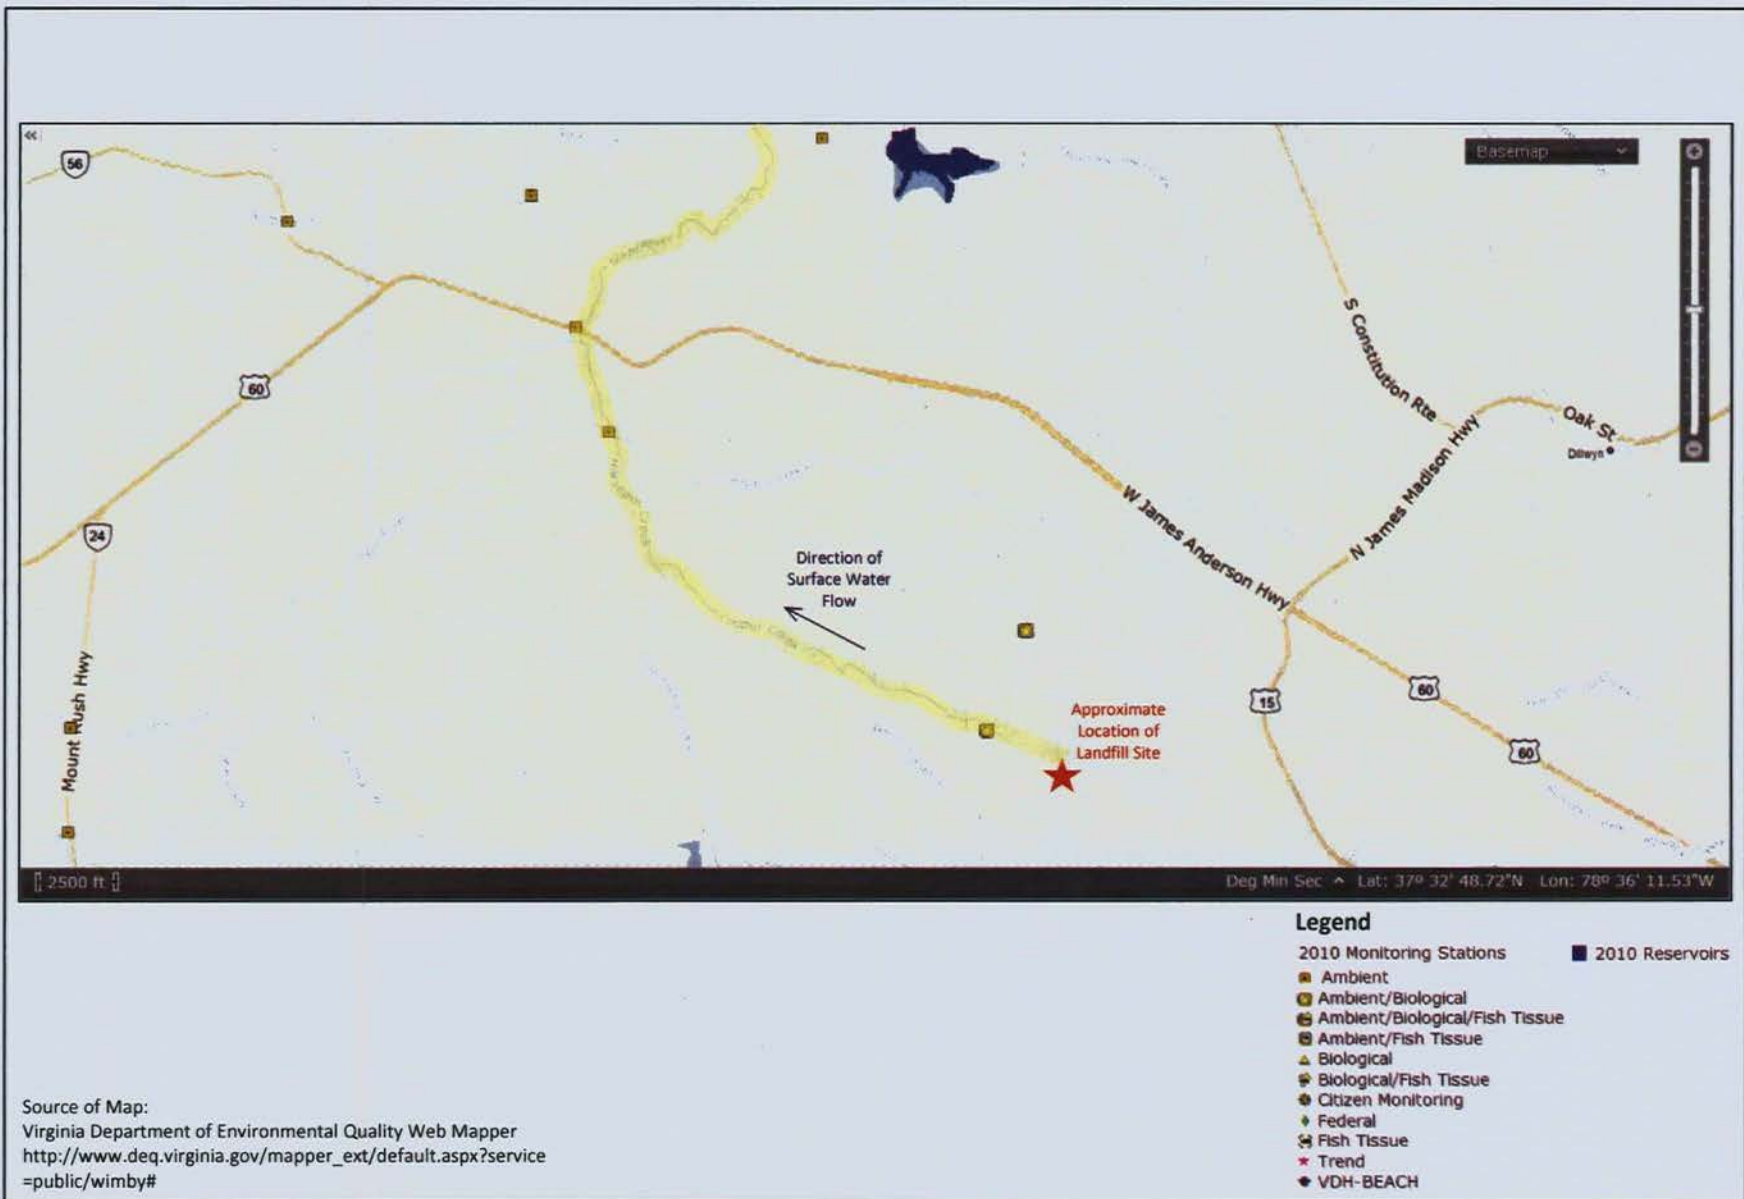 «
56
Basemap
S Constitution Rte
60
Oak St
Dillwyn
N James Madison Hwy
24
W James Anderson Hwy
Direction of
Surface Water
Flow
Mount Rush Hwy
60
15
Approximate
Location of
Landfill Site
60
2500 ft
Deg Min Sec ^ Lat: 37º 32' 48.72"N Lon: 78º 36' 11.53"W
Legend
2010 Monitoring Stations
2010 Reservoirs
Ambient
Ambient/Biological
Ambient/Biological/Fish Tissue
Ambient/Fish Tissue
Biological
Biological/Fish Tissue
Citizen Monitoring
Federal
Fish Tissue
Trend
VDH-BEACH
Source of Map:
Virginia Department of Environmental Quality Web Mapper
http://www.deq.virginia.gov/mapper_ext/default.aspx?service
=public/wimby#